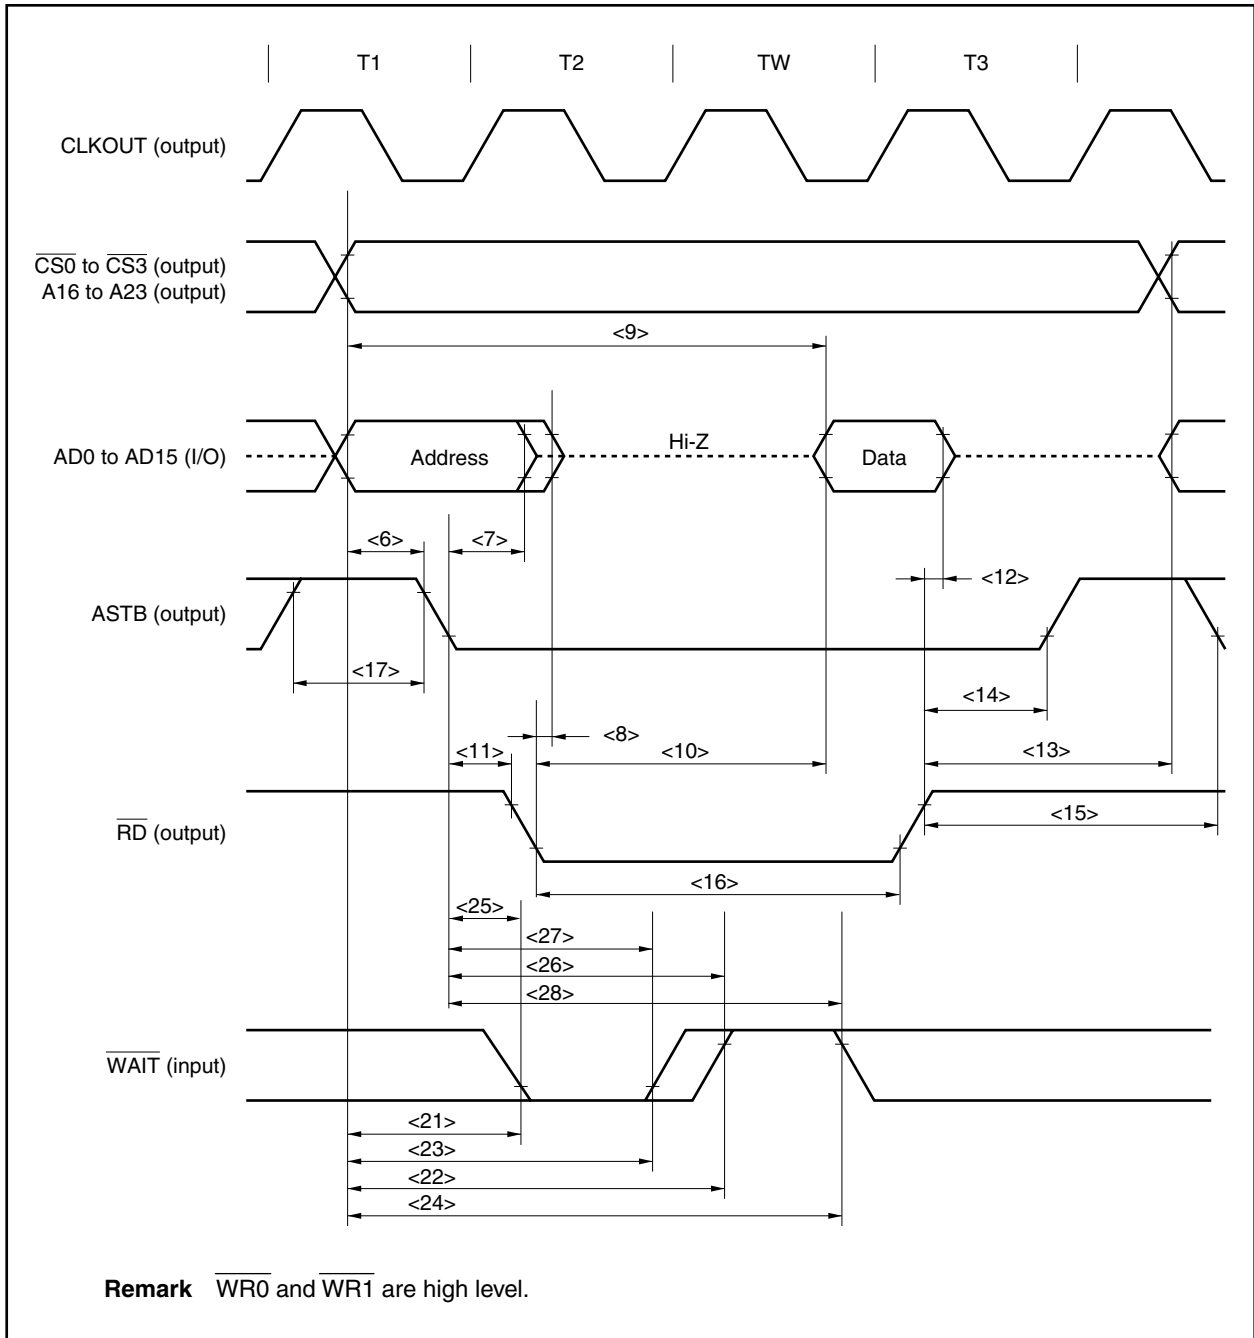 T1 T2 TW T3
CLKOUT (output)
CS0 to CS3 (output)
A16 to A23 (output)
<9>
Hi-Z
AD0 to AD15 (I/O) Address Data
<6> <7>
<12>
ASTB (output)
<17>
<14>
<8>
<11> <10> <13>
<15>
RD (output)
<16>
<25>
<27>
<26>
<28>
WAIT (input)
<21>
<23>
<22>
<24>
Remark WR0 and WR1 are high level.